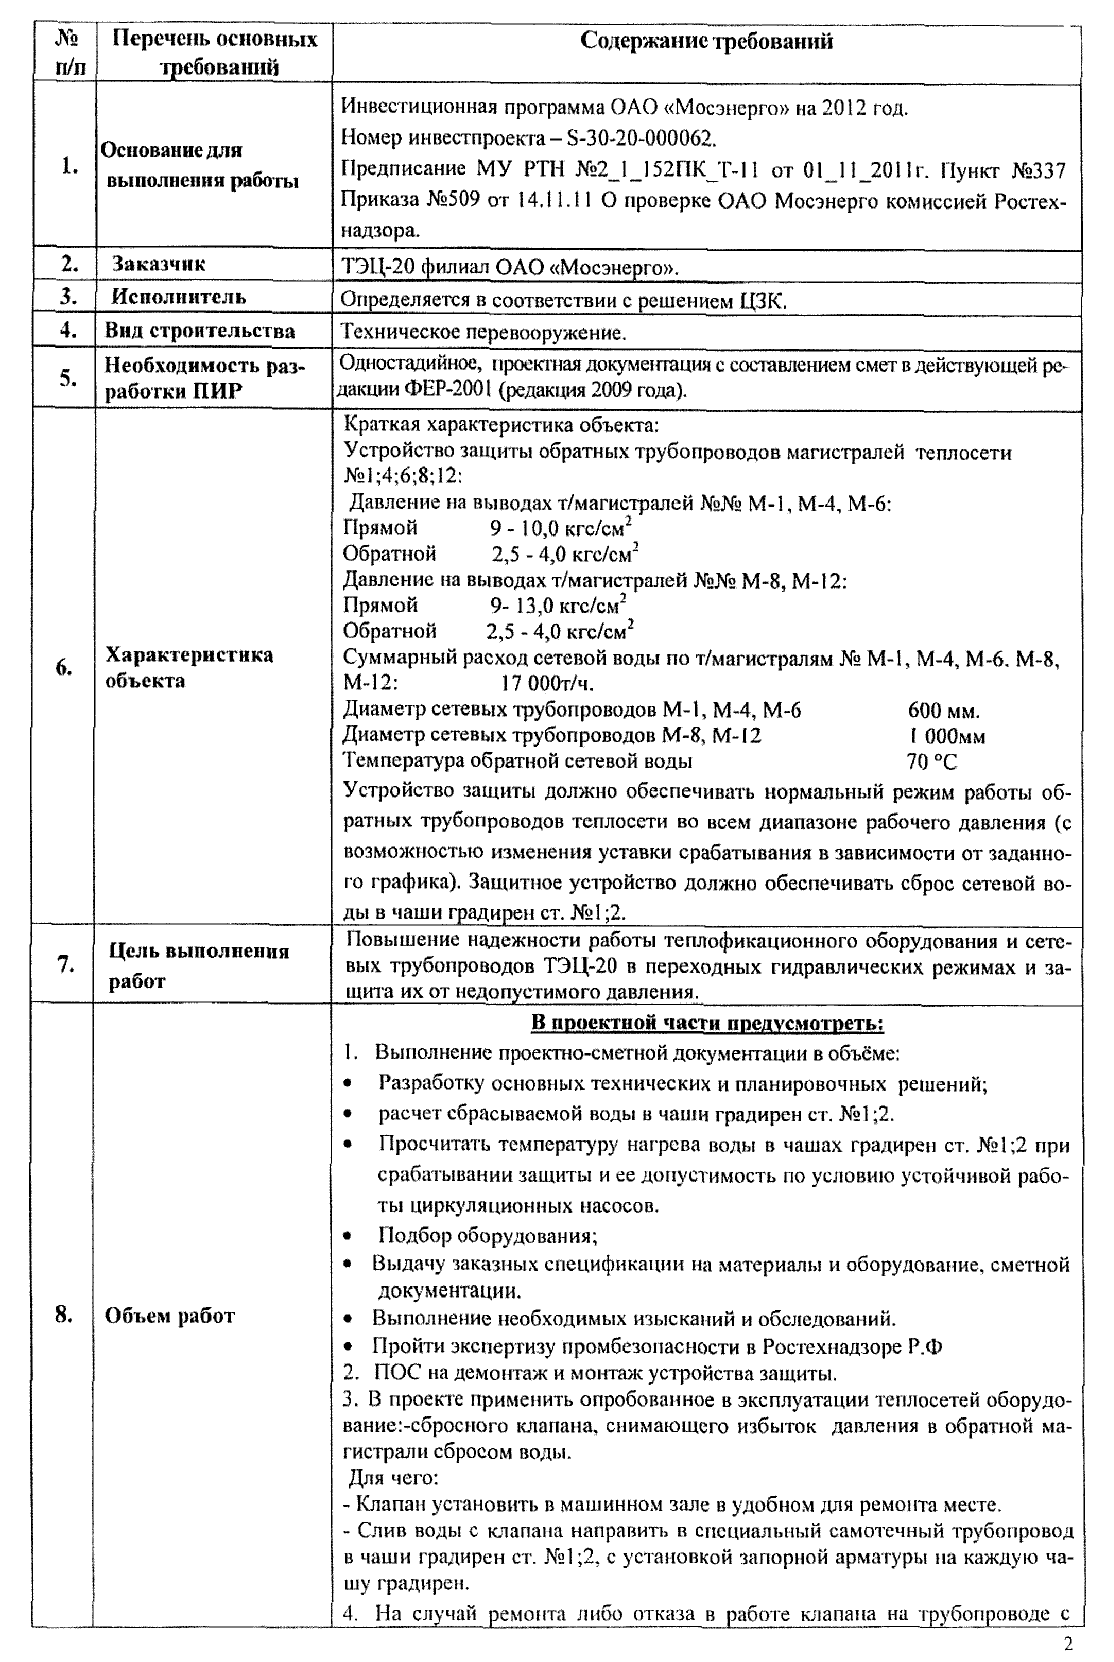 № Перечень основных Содержание требований
п/п требований
1. Основание для выполнения работы
Инвестиционная программа ОАО «Мосэнерго» на 2012 год.
Номер инвестпроекта – S-30-20-000062.
Предписание МУ РТН №2_1_152ПК_Т-11 от 01_11_2011г. Пункт №337
Приказа №509 от 14.11.11 О проверке ОАО Мосэнерго комиссией Ростех-
надзора.
2. Заказчик ТЭЦ-20 филиал ОАО «Мосэнерго».
3. Исполнитель Определяется в соответствии с решением ЦЗК.
4. Вид строительства Техническое перевооружение.
5. Необходимость раз-
работки ПИР
Одностадийное, проектная документация с составлением смет в действующей ре-
дакции ФЕР-2001 (редакция 2009 года).
6. Характеристика
объекта
Краткая характеристика объекта:
Устройство защиты обратных трубопроводов магистралей теплосети
№1;4;6;8;12:
Давление на выводах т/магистралей №№ М-1, М-4, М-6:
Прямой 9 - 10,0 кгс/см²
Обратной 2,5 - 4,0 кгс/см²
Давление на выводах т/магистралей №№ М-8, М-12:
Прямой 9- 13,0 кгс/см²
Обратной 2,5 - 4,0 кгс/см²
Суммарный расход сетевой воды по т/магистралям № М-1, М-4, М-6. М-8,
М-12: 17 000т/ч.
Диаметр сетевых трубопроводов М-1, М-4, М-6 600 мм.
Диаметр сетевых трубопроводов М-8, М-12 1 000мм
Температура обратной сетевой воды 70 °С
Устройство защиты должно обеспечивать нормальный режим работы об-
ратных трубопроводов теплосети во всем диапазоне рабочего давления (с
возможностью изменения уставки срабатывания в зависимости от заданно-
го графика). Защитное устройство должно обеспечивать сброс сетевой во-
ды в чаши градирен ст. №1;2.
7. Цель выполнения
работ
Повышение надежности работы теплофикационного оборудования и сете-
вых трубопроводов ТЭЦ-20 в переходных гидравлических режимах и за-
щита их от недопустимого давления.
8. Объем работ
В проектной части предусмотреть:
1. Выполнение проектно-сметной документации в объёме:
• Разработку основных технических и планировочных решений;
• расчет сбрасываемой воды в чаши градирен ст. №1;2.
• Просчитать температуру нагрева воды в чашах градирен ст. №1;2 при
срабатывании защиты и ее допустимость по условию устойчивой рабо-
ты циркуляционных насосов.
• Подбор оборудования;
• Выдачу заказных спецификации на материалы и оборудование, сметной
документации.
• Выполнение необходимых изысканий и обследований.
• Пройти экспертизу промбезопасности в Ростехнадзоре Р.Ф
2. ПОС на демонтаж и монтаж устройства защиты.
3. В проекте применить опробованное в эксплуатации теплосетей оборудо-
вание:-сбросного клапана, снимающего избыток давления в обратной ма-
гистрали сбросом воды.
Для чего:
- Клапан установить в машинном зале в удобном для ремонта месте.
- Слив воды с клапана направить в специальный самотечный трубопровод
в чаши градирен ст. №1;2, с установкой запорной арматуры на каждую ча-
шу градирен.
4. На случай ремонта либо отказа в работе клапана на трубопроводе с
2